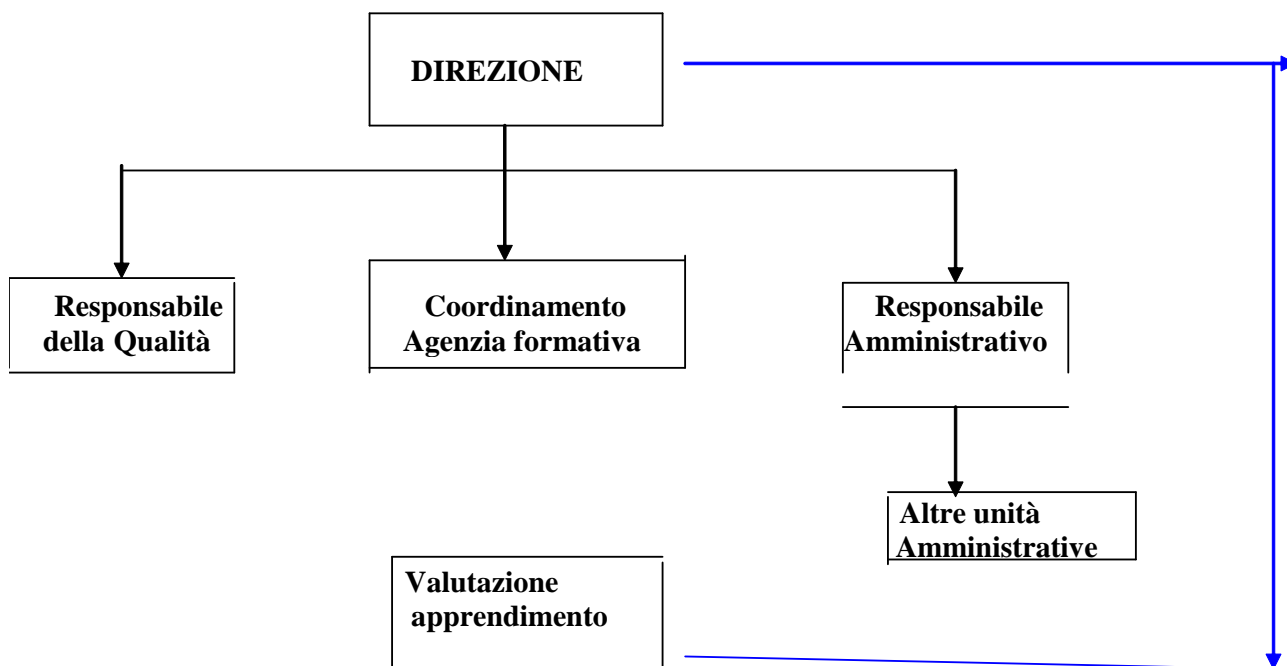 DIREZIONE
Responsabile
della Qualità
Coordinamento
Agenzia formativa
Responsabile
Amministrativo
Altre unità
Amministrative
Valutazione
apprendimento